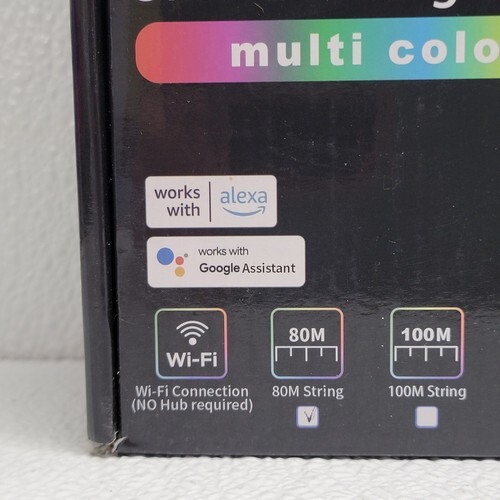 multi colo
works with
alexa
works with
Google Assistant
Wi-Fi
80M
100M
Wi-Fi Connection
(NO Hub required)
80M String
100M String